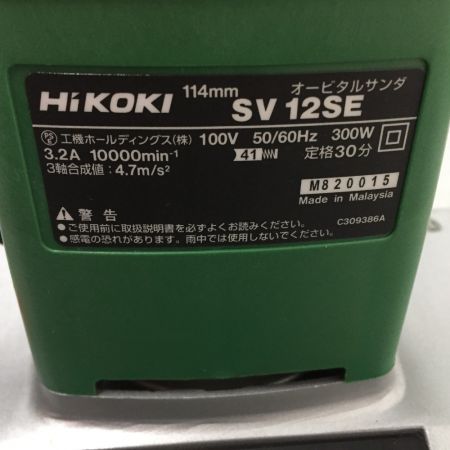 HiKOKI 114mm オービタルサンダ
SV 12SE
PSE 工機ホールディングス(株) 100V 50/60Hz 300W
3.2A 10000min⁻¹ 41 定格30分
3軸合成値: 4.7m/s²
M820015
Made in Malaysia
警告
●ご使用前に取扱説明書を必ずよくお読みください。
●感電の恐れがあります。雨中では使用しないでください。
C309386A